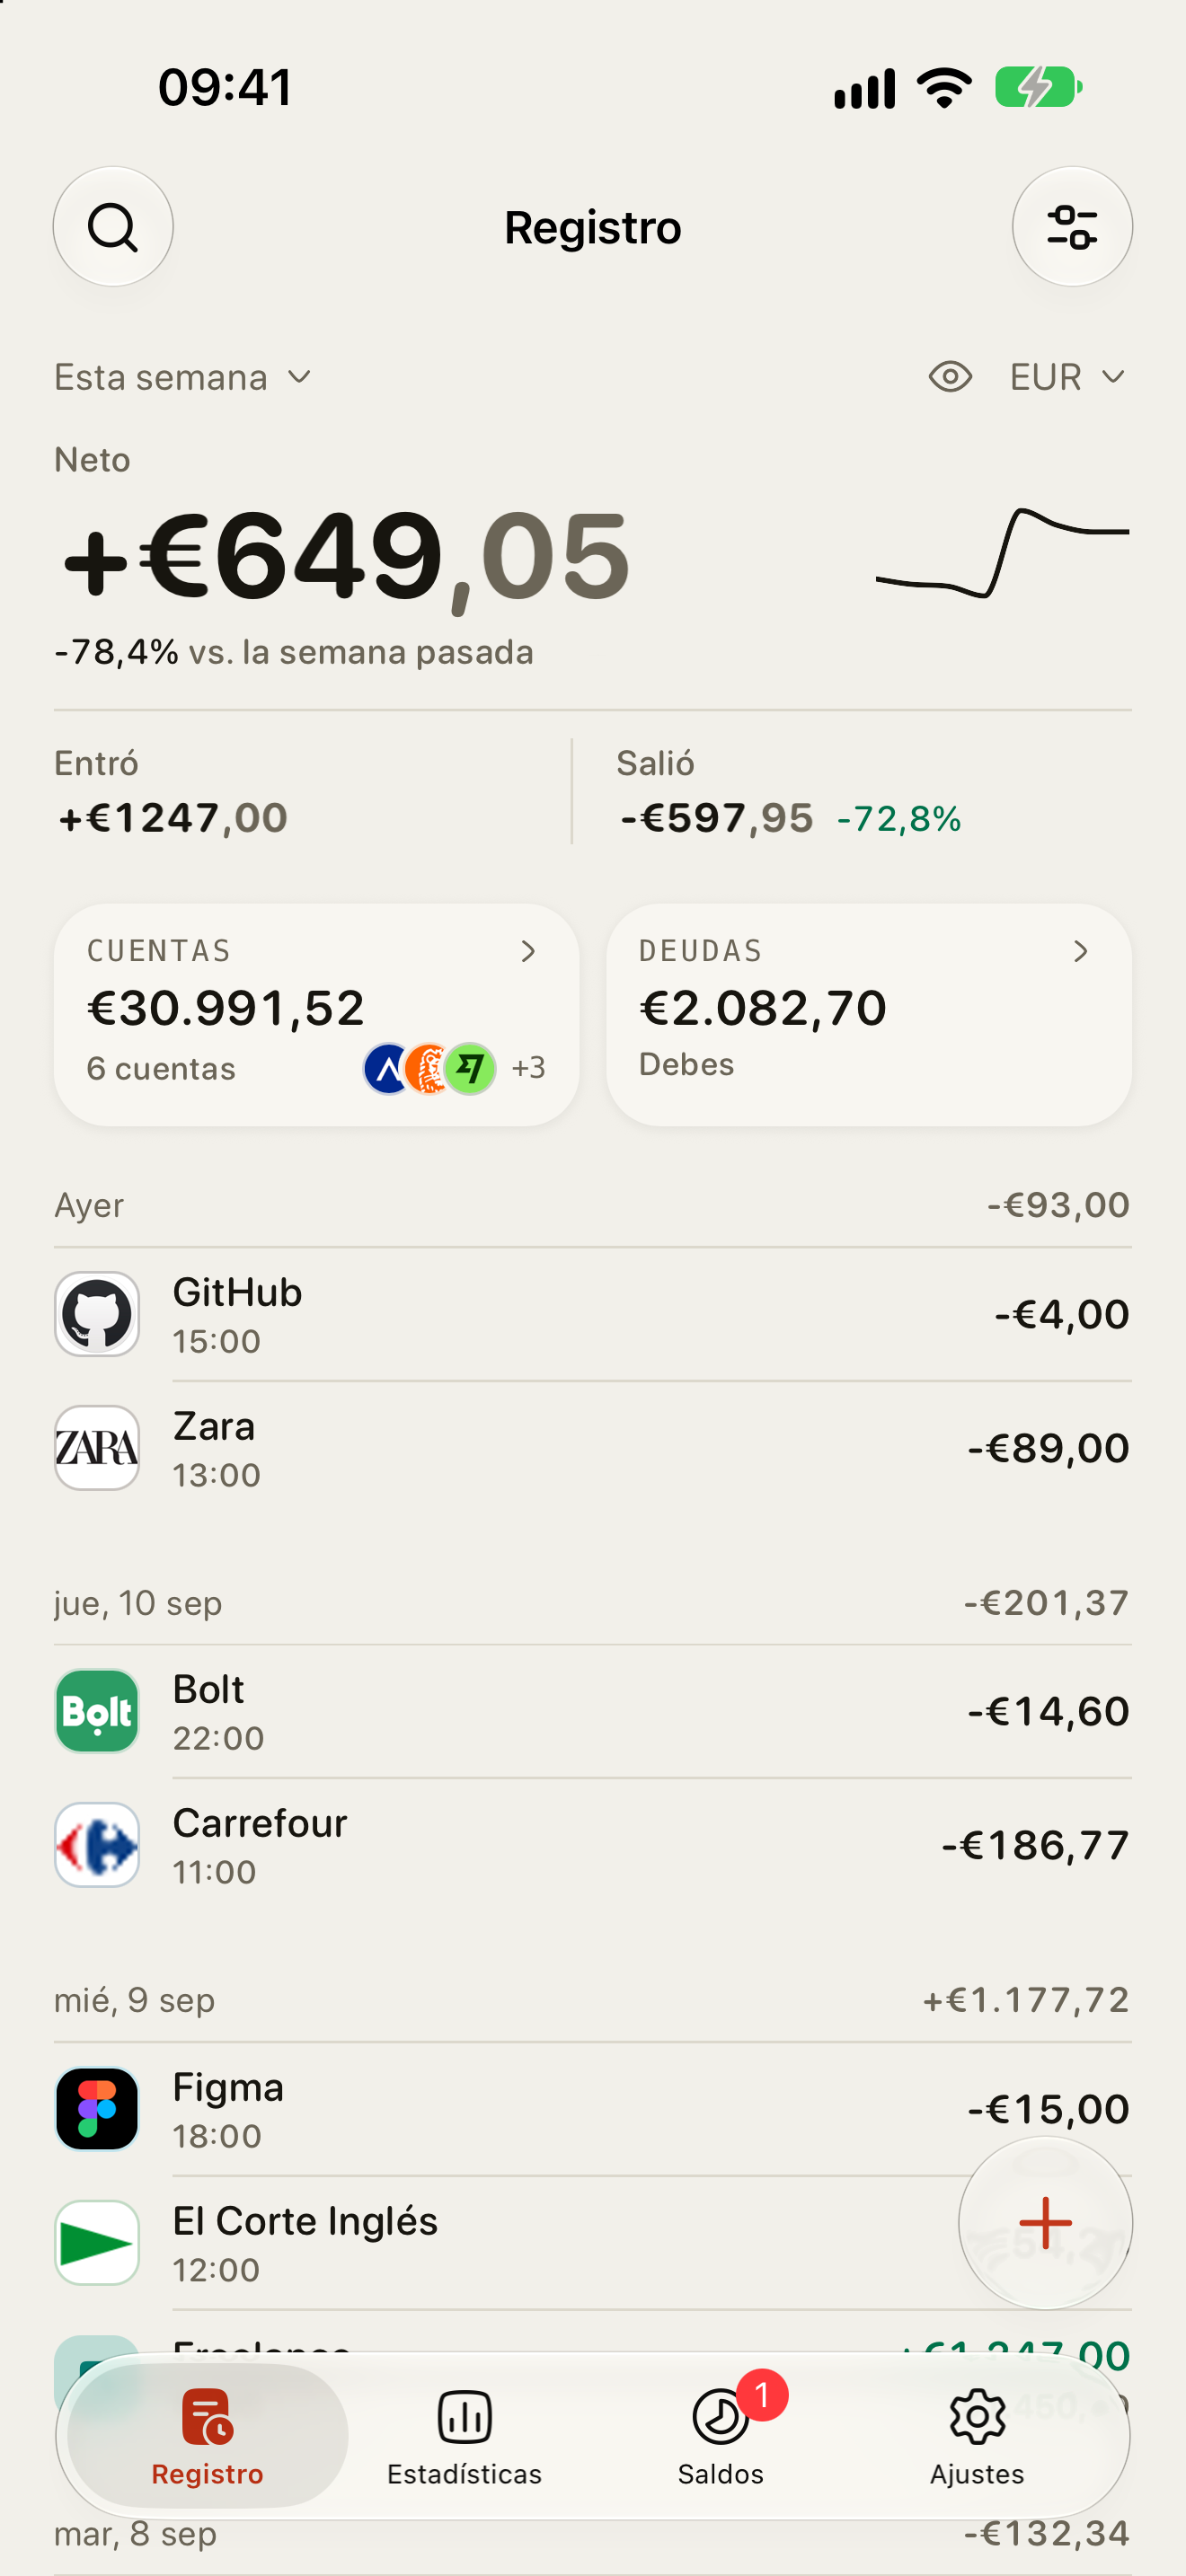 09:41
Registro
Esta semana
EUR
Neto
+€649,05
-78,4% vs. la semana pasada
Entró
Salió
+€1247,00
-€597,95 -72,8%
CUENTAS
DEUDAS
€30.991,52
€2.082,70
6 cuentas
+3
Debes
Ayer
-€93,00
GitHub
15:00
-€4,00
ZARA
Zara
13:00
-€89,00
jue, 10 sep
-€201,37
Bolt
Bolt
22:00
-€14,60
Carrefour
11:00
-€186,77
mié, 9 sep
+€1.177,72
Figma
18:00
-€15,00
El Corte Inglés
12:00
1
Registro
Estadísticas
Saldos
Ajustes
mar, 8 sep
-€132,34